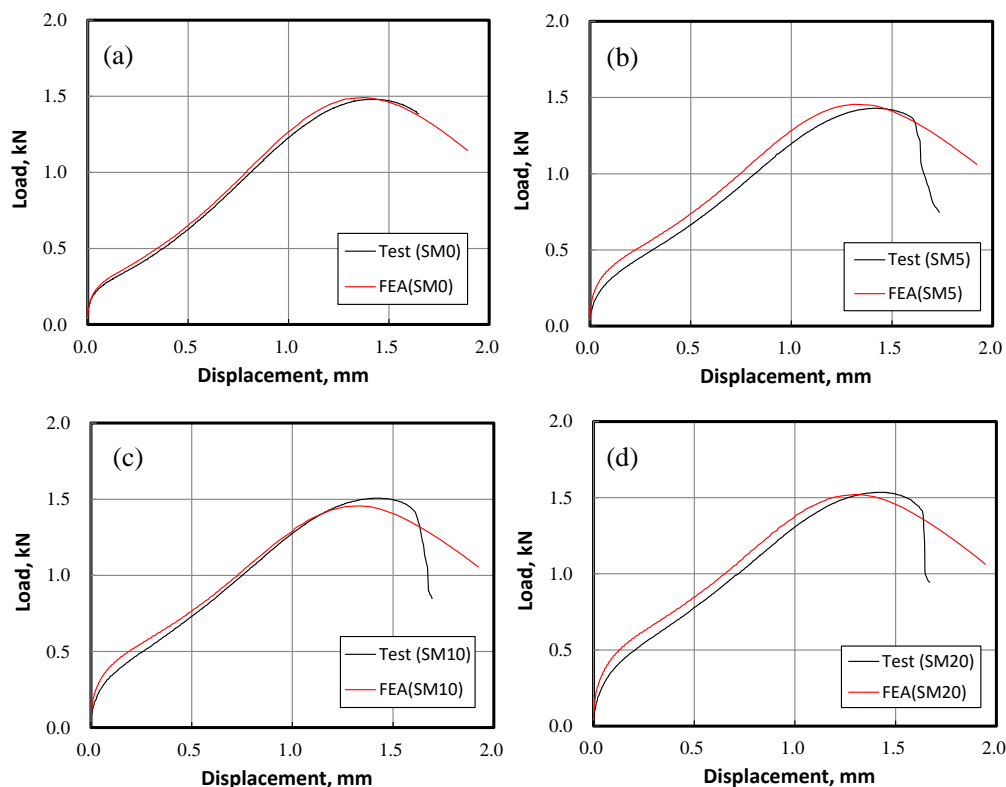 (a)
2.0
1.5
1.0
0.5
0.0
Load, kN
Test (SM0)
FEA(SM0)
0.0 0.5 1.0 1.5 2.0
Displacement, mm
(b)
2.0
1.5
1.0
0.5
0.0
Load, kN
Test (SM5)
FEA(SM5)
0.0 0.5 1.0 1.5 2.0
Displacement, mm
(c)
2.0
1.5
1.0
0.5
0.0
Load, kN
Test (SM10)
FEA(SM10)
0.0 0.5 1.0 1.5 2.0
Displacement, mm
(d)
2.0
1.5
1.0
0.5
0.0
Load, kN
Test (SM20)
FEA(SM20)
0.0 0.5 1.0 1.5 2.0
Displacement, mm